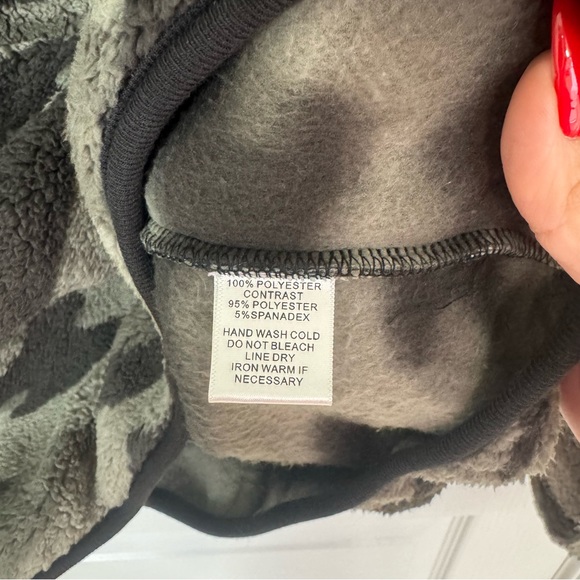 100% POLYESTER
CONTRAST
95% POLYESTER
5%SPANADEX
HAND WASH COLD
DO NOT BLEACH
LINE DRY
IRON WARM IF
NECESSARY